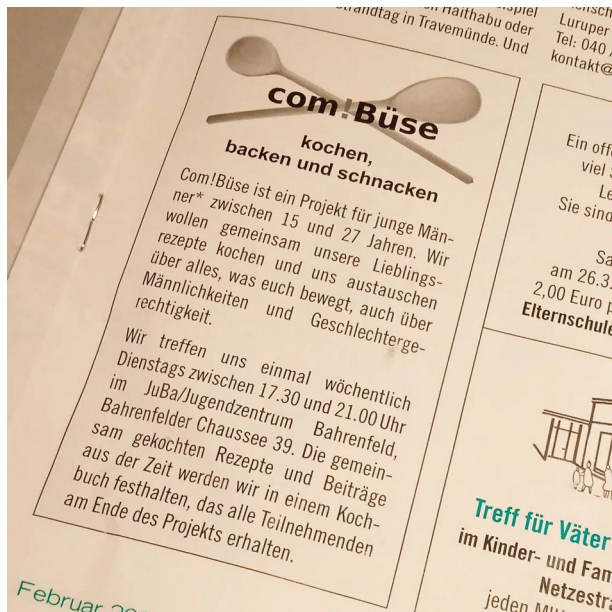 Haithabu oder
Strandtag in Travemünde. Und
Luruper
Tel: 040
kontakt@
com!Büse
kochen,
backen und schnacken
Com!Büse ist ein Projekt für junge Män-
ner* zwischen 15 und 27 Jahren. Wir
wollen gemeinsam unsere Lieblings-
rezepte kochen und uns austauschen
über alles, was euch bewegt, auch über
Männlichkeiten und Geschlechterge-
rechtigkeit.
Wir treffen uns einmal wöchentlich
Dienstags zwischen 17.30 und 21.00 Uhr
im JuBa/Jugendzentrum Bahrenfeld,
Bahrenfelder Chaussee 39. Die gemein-
sam gekochten Rezepte und Beiträge
aus der Zeit werden wir in einem Koch-
buch festhalten, das alle Teilnehmenden
am Ende des Projekts erhalten.
Februar
Ein off
viel
Le
Sie sind
Sa
am 26.3.
2,00 Euro p
Elternschule
Treff für Väter
im Kinder- und Fam
Netzestra
jeden